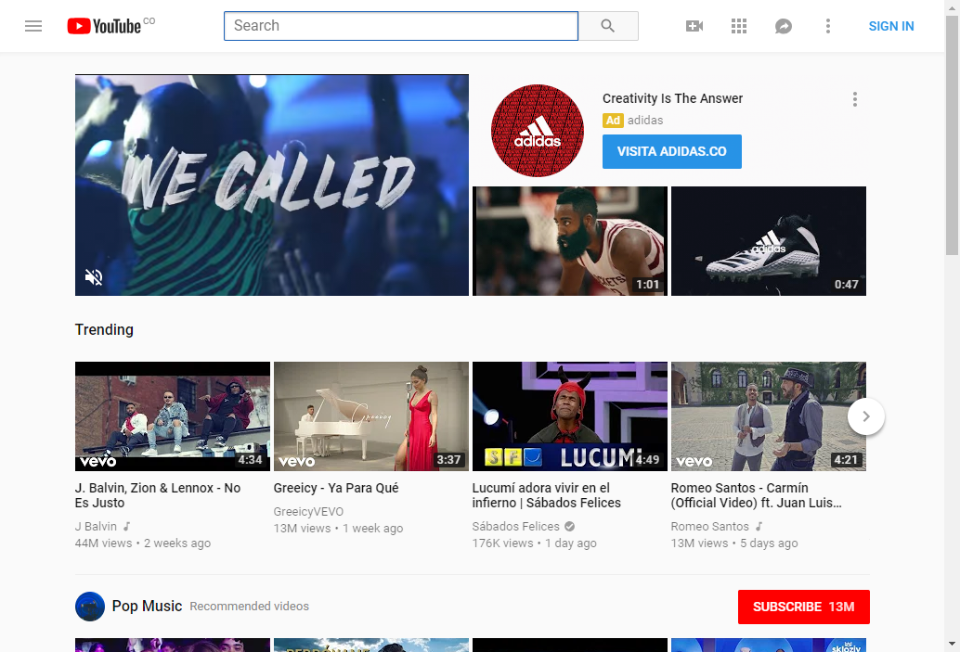 YouTube CO
Search
SIGN IN
WE CALLED
adidas
Creativity Is The Answer
Ad adidas
VISITA ADIDAS.CO
1:01
adidas
0:47
Trending
vevo
4:34
Greeicy
vevo
3:37
SFC
LUCUMÍ
4:49
vevo
4:21
J. Balvin, Zion & Lennox - No
Es Justo
J Balvin
44M views • 2 weeks ago
Greeicy - Ya Para Qué
GreeicyVEVO
13M views • 1 week ago
Lucumí adora vivir en el
infierno | Sábados Felices
Sábados Felices
176K views • 1 day ago
Romeo Santos - Carmín
(Official Video) ft. Juan Luis...
Romeo Santos
13M views • 5 days ago
Pop Music Recommended videos
SUBSCRIBE 13M